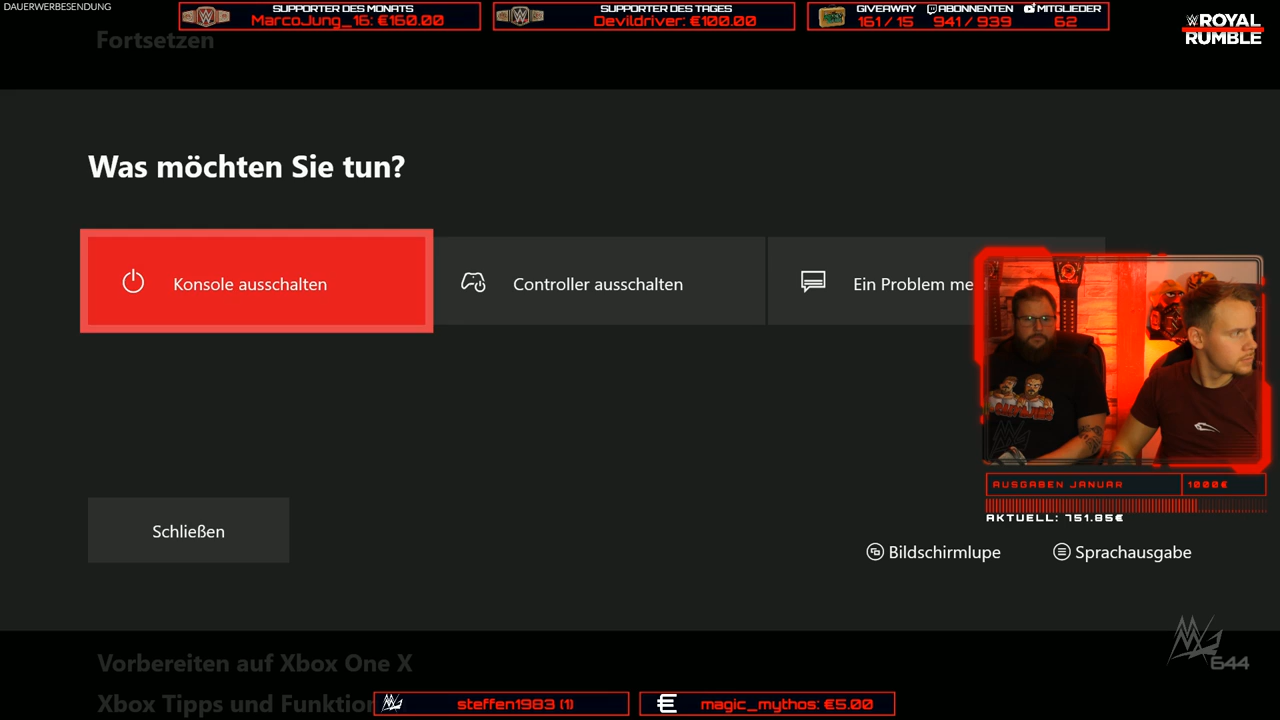 DAUERWERBESENDUNG
Fortsetzen
SUPPORTER DES MONATS
MarcoJung_16: €160.00
SUPPORTER DES TAGES
Devildriver: €100.00
GIVEAWAY
161 / 15
ABONNENTEN
941 / 939
MITGLIEDER
62
ROYAL
RUMBLE
Was möchten Sie tun?
Konsole ausschalten
Controller ausschalten
Ein Problem me
AUSGABEN JANUAR
1000€
AKTUELL: 751.85€
Schließen
Bildschirmlupe
Sprachausgabe
644
Vorbereiten auf Xbox One X
Xbox Tipps und Funktion
steffen1983 (1)
€
magic_mythos: €5.00